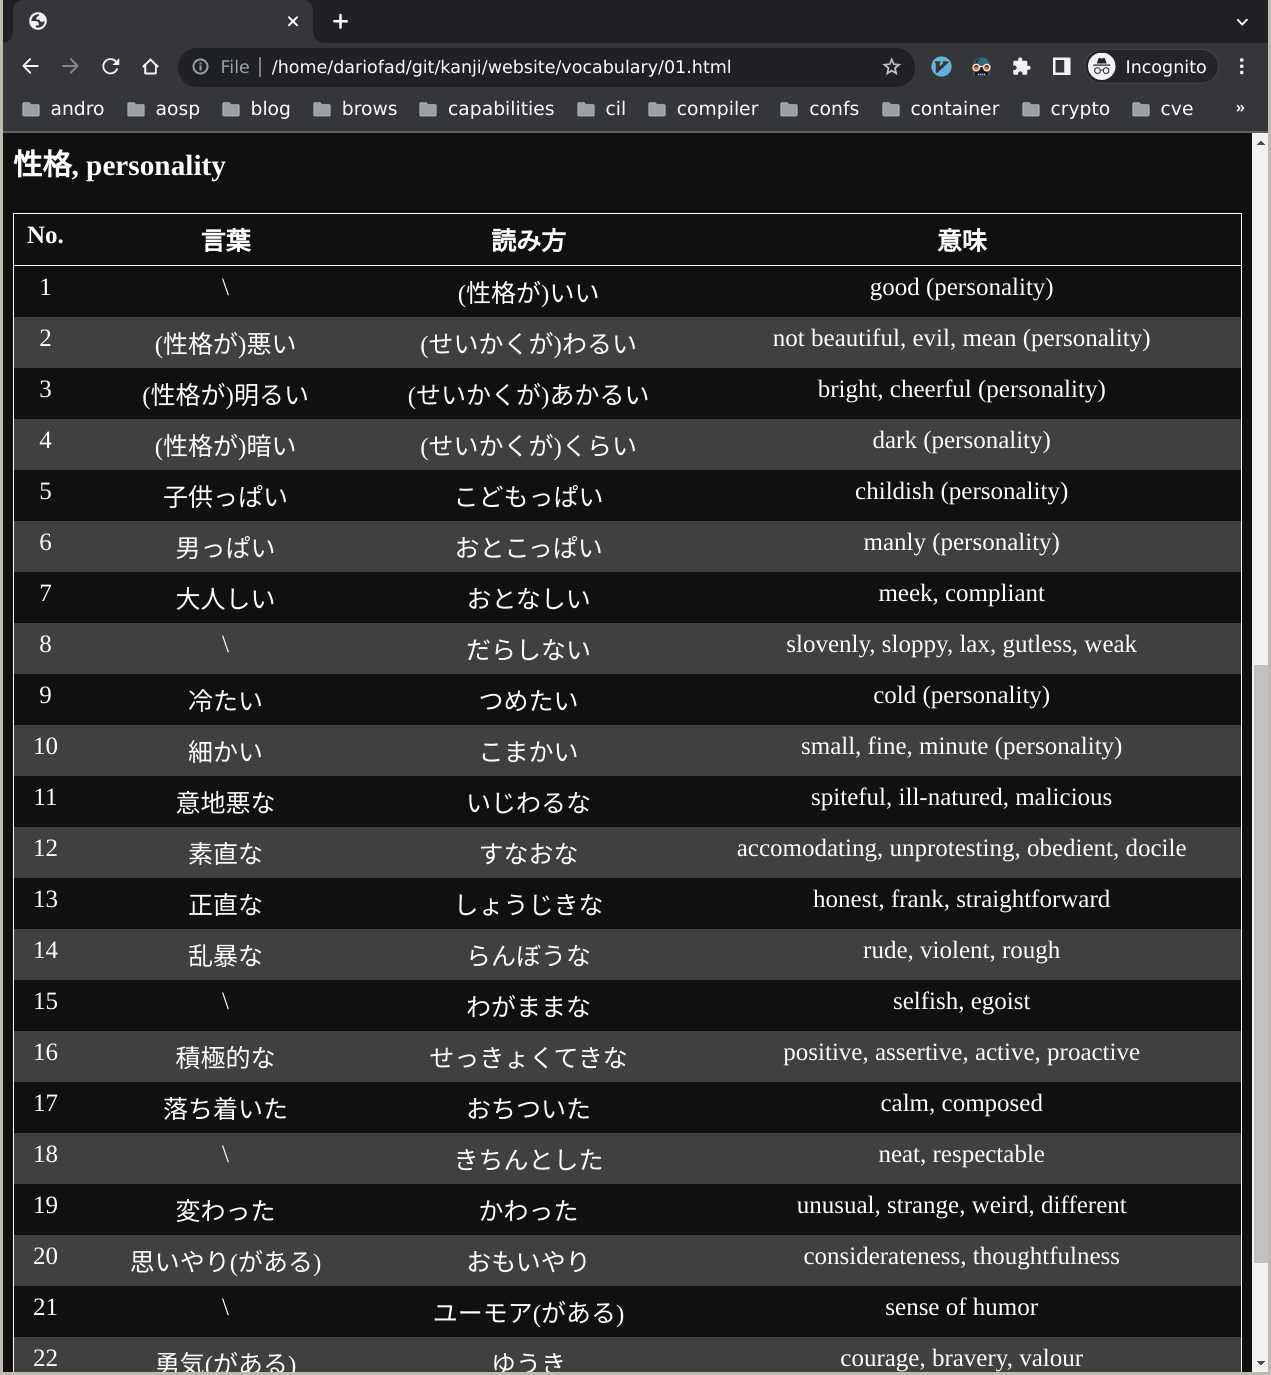 File | /home/dariofad/git/kanji/website/vocabulary/01.html Incognito
andro aosp blog brows capabilities cil compiler confs container crypto cve »
性格, personality
No. 言葉 読み方 意味
1 \ (性格が)いい good (personality)
2 (性格が)悪い (せいかくが)わるい not beautiful, evil, mean (personality)
3 (性格が)明るい (せいかくが)あかるい bright, cheerful (personality)
4 (性格が)暗い (せいかくが)くらい dark (personality)
5 子供っぱい こどもっぱい childish (personality)
6 男っぱい おとこっぱい manly (personality)
7 大人しい おとなしい meek, compliant
8 \ だらしない slovenly, sloppy, lax, gutless, weak
9 冷たい つめたい cold (personality)
10 細かい こまかい small, fine, minute (personality)
11 意地悪な いじわるな spiteful, ill-natured, malicious
12 素直な すなおな accomodating, unprotesting, obedient, docile
13 正直な しょうじきな honest, frank, straightforward
14 乱暴な らんぼうな rude, violent, rough
15 \ わがままな selfish, egoist
16 積極的な せっきょくてきな positive, assertive, active, proactive
17 落ち着いた おちついた calm, composed
18 \ きちんとした neat, respectable
19 変わった かわった unusual, strange, weird, different
20 思いやり(がある) おもいやり considerateness, thoughtfulness
21 \ ユーモア(がある) sense of humor
22 勇気(がある) ゆうき courage, bravery, valour